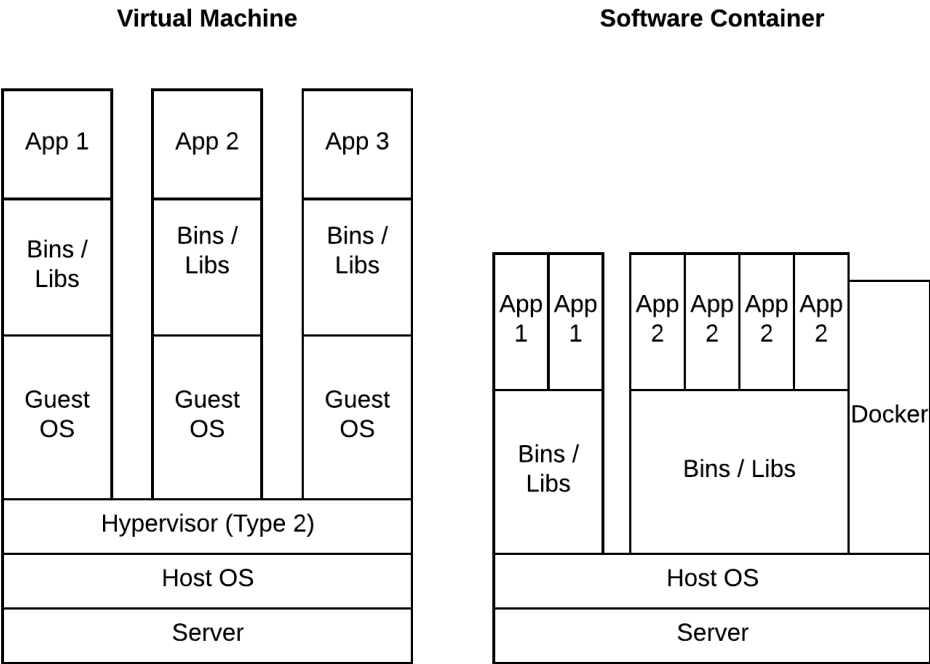 Virtual Machine
Software Container
App 1
App 2
App 3
Bins /
Libs
Bins /
Libs
Bins /
Libs
Guest
OS
Guest
OS
Guest
OS
Hypervisor (Type 2)
Host OS
Server
App
1
App
1
App
2
App
2
App
2
App
2
Docker
Bins /
Libs
Bins / Libs
Host OS
Server